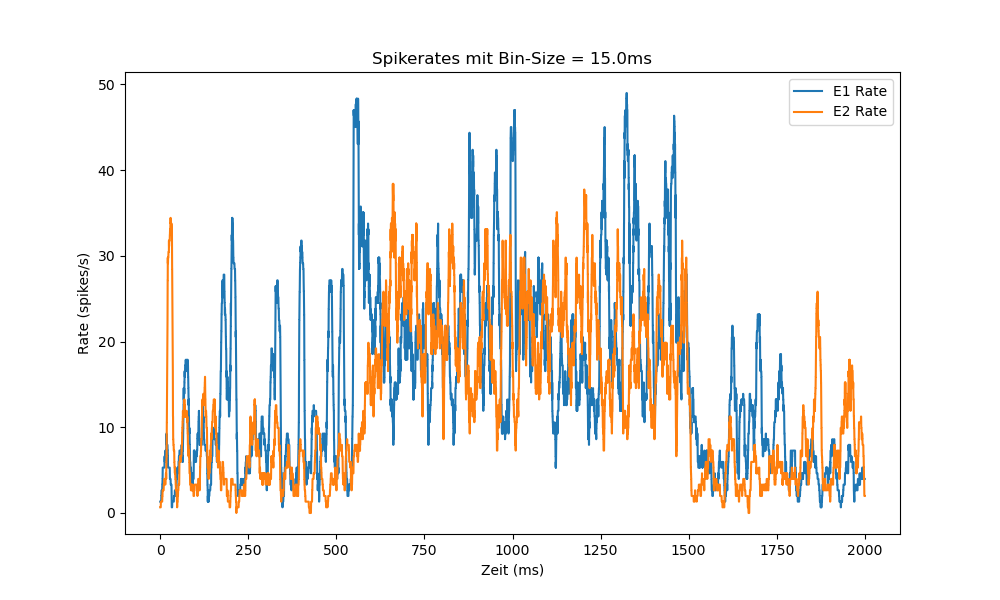 Spikerates mit Bin-Size = 15.0ms
E1 Rate
E2 Rate
Rate (spikes/s)
50
40
30
20
10
0
0 250 500 750 1000 1250 1500 1750 2000
Zeit (ms)